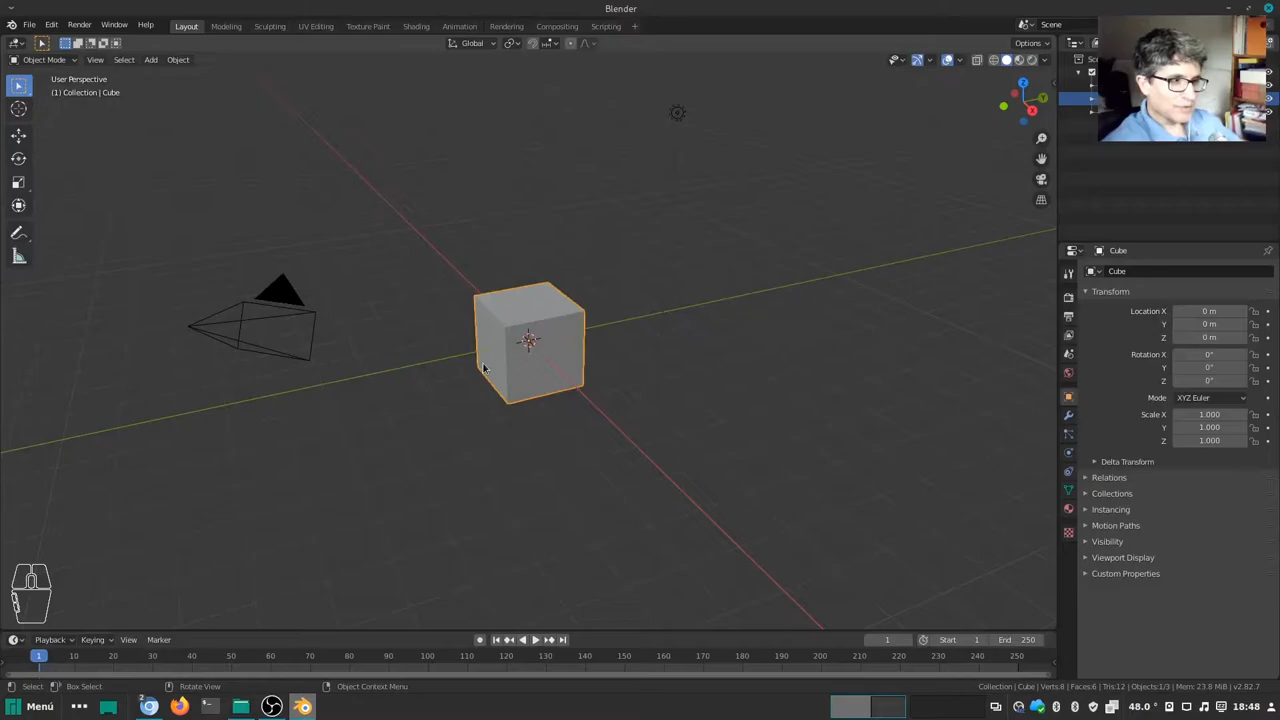 Blender
File Edit Render Window Help Layout Modeling Sculpting UV Editing Texture Paint Shading Animation Rendering Compositing Scripting + Scene
Global Options
Object Mode View Select Add Object
User Perspective
(1) Collection | Cube
Z
Y
X
Cube
Cube
Transform
Location X 0 m
Y 0 m
Z 0 m
Rotation X 0°
Y 0°
Z 0°
Mode XYZ Euler
Scale X 1.000
Y 1.000
Z 1.000
Delta Transform
Relations
Collections
Instancing
Motion Paths
Visibility
Viewport Display
Custom Properties
Playback Keying View Marker 1 Start 1 End 250
1 10 20 30 40 50 60 70 80 90 100 110 120 130 140 150 160 170 180 190 200 210 220 230 240 250
Select Box Select Rotate View Object Context Menu Collection | Cube | Verts:8 | Faces:6 | Tris:12 | Objects:1/3 | Mem: 23.8 MiB | v2.82.7
Menú 48.0° 18:48